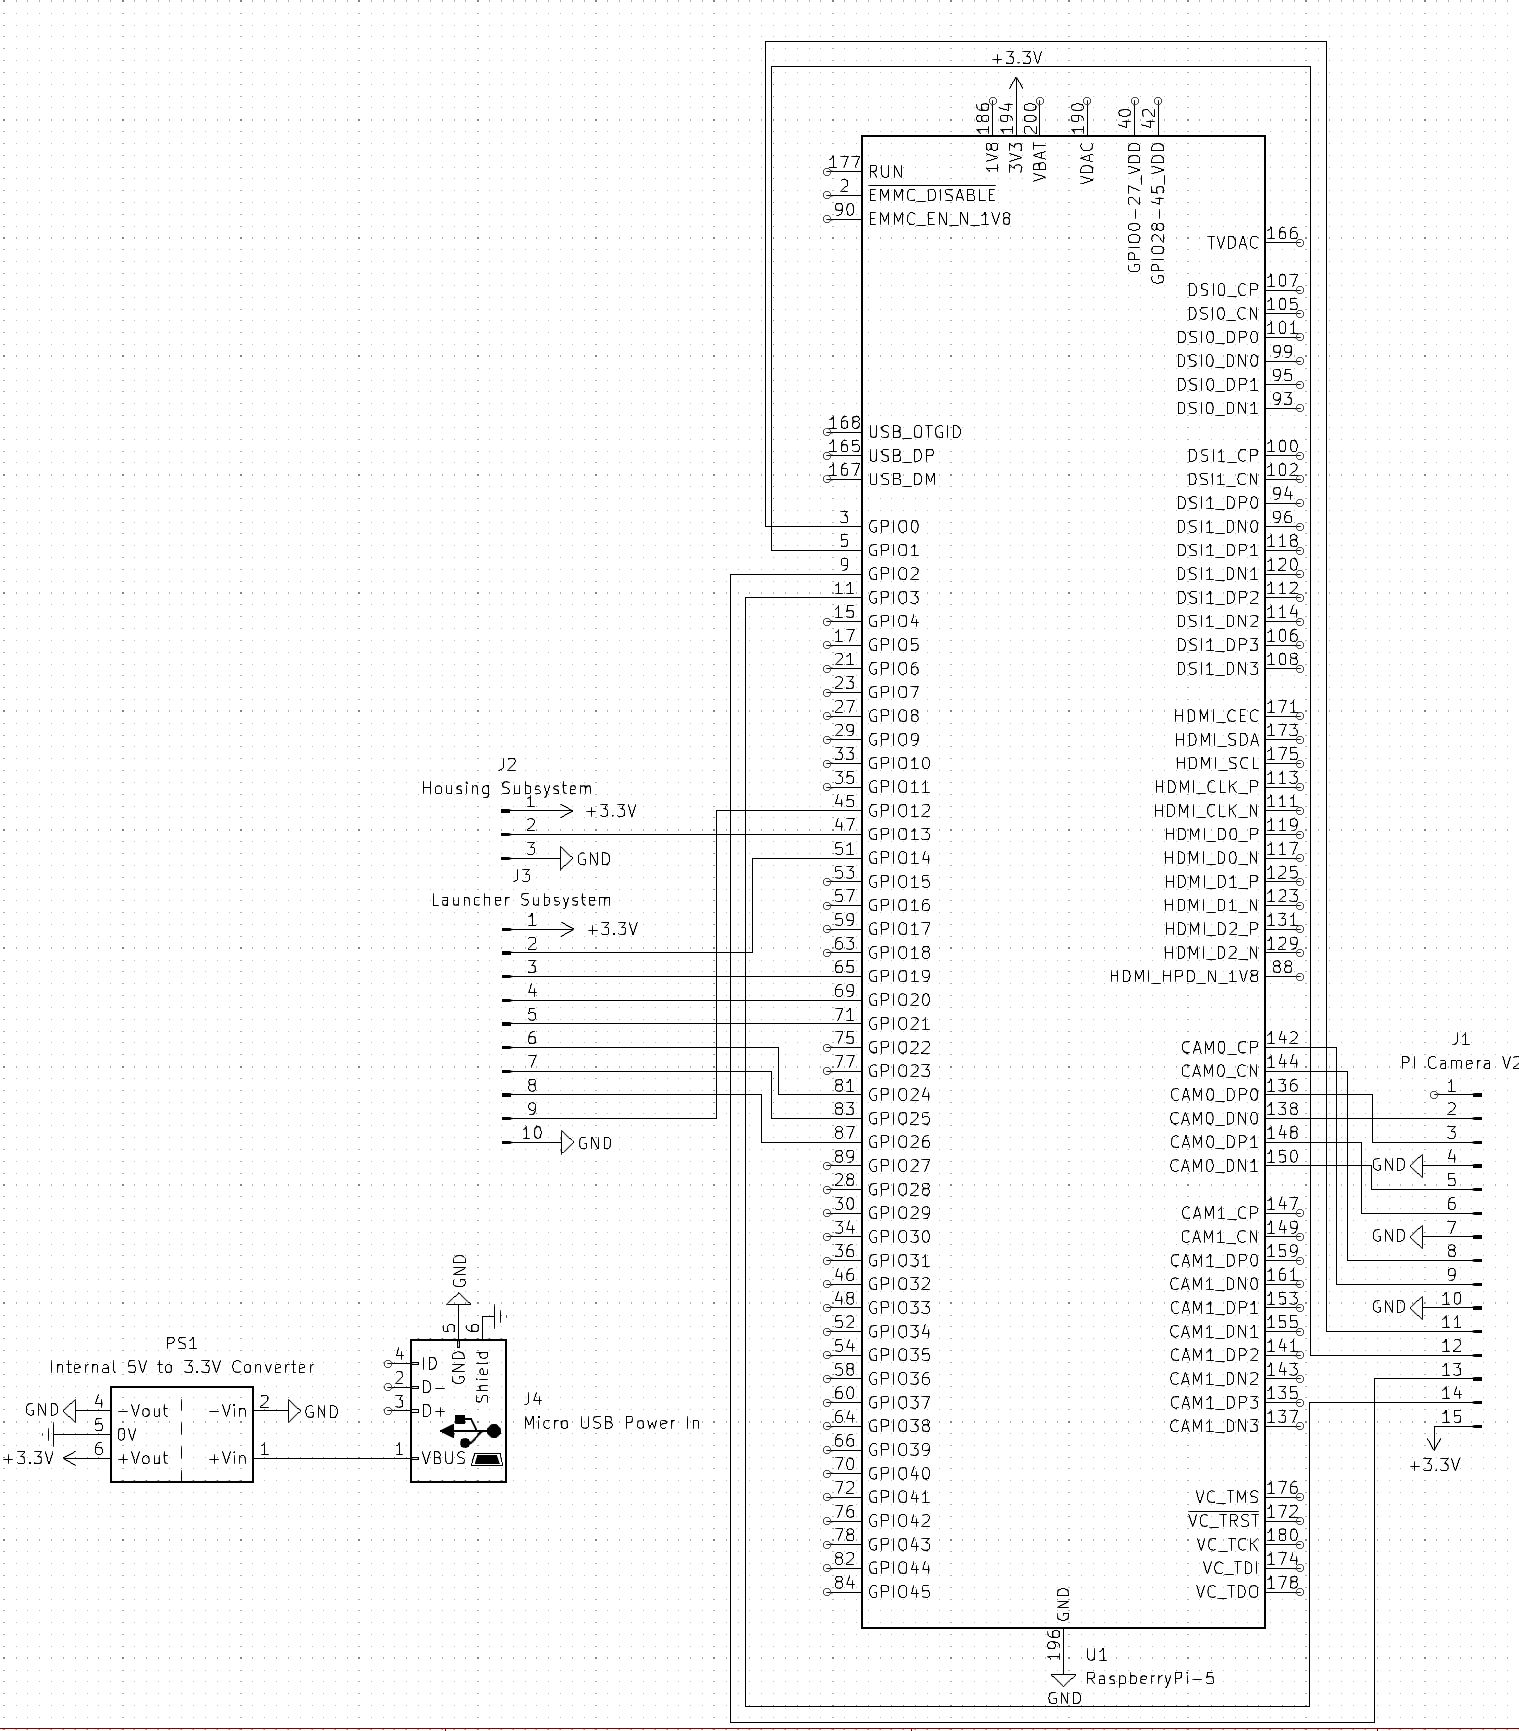 +3.3V
186 194 200 190 40 42
1V8 3V3 VBAT VDAC GPIO0-27_VDD GPIO28-45_VDD
177 RUN
2 EMMC_DISABLE
90 EMMC_EN_N_1V8
TVDAC 166
DSI0_CP 107
DSI0_CN 105
DSI0_DP0 101
DSI0_DN0 99
DSI0_DP1 95
DSI0_DN1 93
168 USB_OTGID
165 USB_DP DSI1_CP 100
167 USB_DM DSI1_CN 102
DSI1_DP0 94
3 GPIO0 DSI1_DN0 96
5 GPIO1 DSI1_DP1 118
9 GPIO2 DSI1_DN1 120
11 GPIO3 DSI1_DP2 112
15 GPIO4 DSI1_DN2 114
17 GPIO5 DSI1_DP3 106
21 GPIO6 DSI1_DN3 108
23 GPIO7
27 GPIO8 HDMI_CEC 171
29 GPIO9 HDMI_SDA 173
33 GPIO10 HDMI_SCL 175
35 GPIO11 HDMI_CLK_P 113
45 GPIO12 HDMI_CLK_N 111
47 GPIO13 HDMI_D0_P 119
51 GPIO14 HDMI_D0_N 117
53 GPIO15 HDMI_D1_P 125
57 GPIO16 HDMI_D1_N 123
59 GPIO17 HDMI_D2_P 131
63 GPIO18 HDMI_D2_N 129
65 GPIO19 HDMI_HPD_N_1V8 88
69 GPIO20
71 GPIO21
75 GPIO22 CAM0_CP 142
77 GPIO23 CAM0_CN 144
81 GPIO24 CAM0_DP0 136
83 GPIO25 CAM0_DN0 138
87 GPIO26 CAM0_DP1 148
89 GPIO27 CAM0_DN1 150
28 GPIO28
30 GPIO29 CAM1_CP 147
34 GPIO30 CAM1_CN 149
36 GPIO31 CAM1_DP0 159
46 GPIO32 CAM1_DN0 161
48 GPIO33 CAM1_DP1 153
52 GPIO34 CAM1_DN1 155
54 GPIO35 CAM1_DP2 141
58 GPIO36 CAM1_DN2 143
60 GPIO37 CAM1_DP3 135
64 GPIO38 CAM1_DN3 137
66 GPIO39
70 GPIO40
72 GPIO41 VC_TMS 176
76 GPIO42 VC_TRST 172
78 GPIO43 VC_TCK 180
82 GPIO44 VC_TDI 174
84 GPIO45 VC_TDO 178
GND
196
U1
RaspberryPi-5
GND
J2
Housing Subsystem
1 +3.3V
2
3 GND
J3
Launcher Subsystem
1 +3.3V
2
3
4
5
6
7
8
9
10 GND
J1
PI Camera V2
1
2
3
GND 4
5
6
GND 7
8
9
GND 10
11
12
13
14
15
+3.3V
PS1
Internal 5V to 3.3V Converter
GND 4 -Vout -Vin 2 GND
5 0V
+3.3V 6 +Vout +Vin 1
GND
5 6
GND Shield
4 ID
2 D-
3 D+
1 VBUS
J4
Micro USB Power In